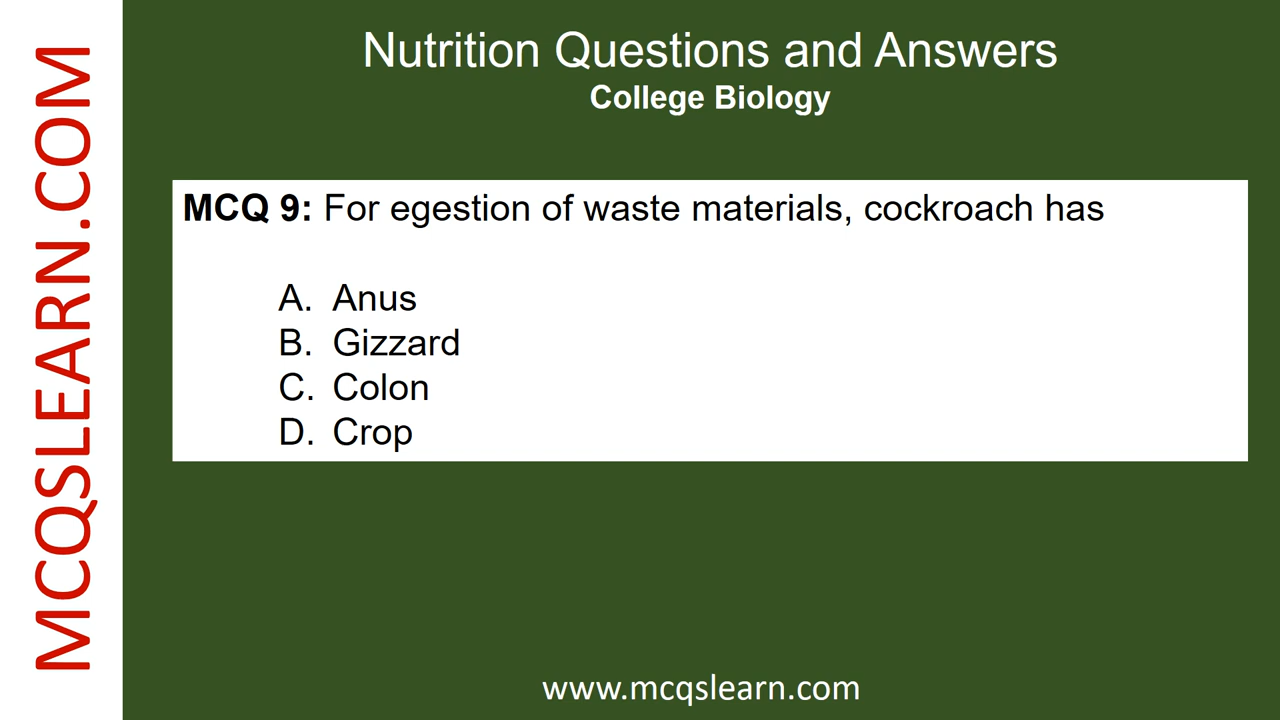 MCQSLEARN.COM
Nutrition Questions and Answers
College Biology
MCQ 9: For egestion of waste materials, cockroach has
A. Anus
B. Gizzard
C. Colon
D. Crop
www.mcqslearn.com